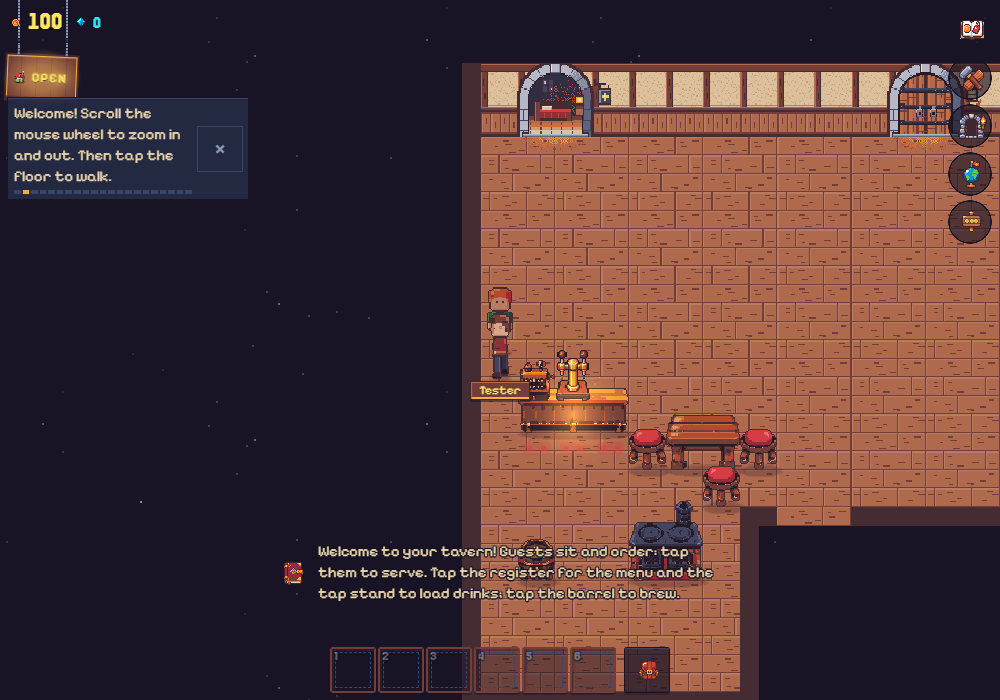 100
0
OPEN
Welcome! Scroll the
mouse wheel to zoom in
and out. Then tap the
floor to walk.
Tester
Welcome to your tavern! Guests sit and order: tap
them to serve. Tap the register for the menu and the
tap stand to load drinks; tap the barrel to brew.
1 2 3 4 5 6